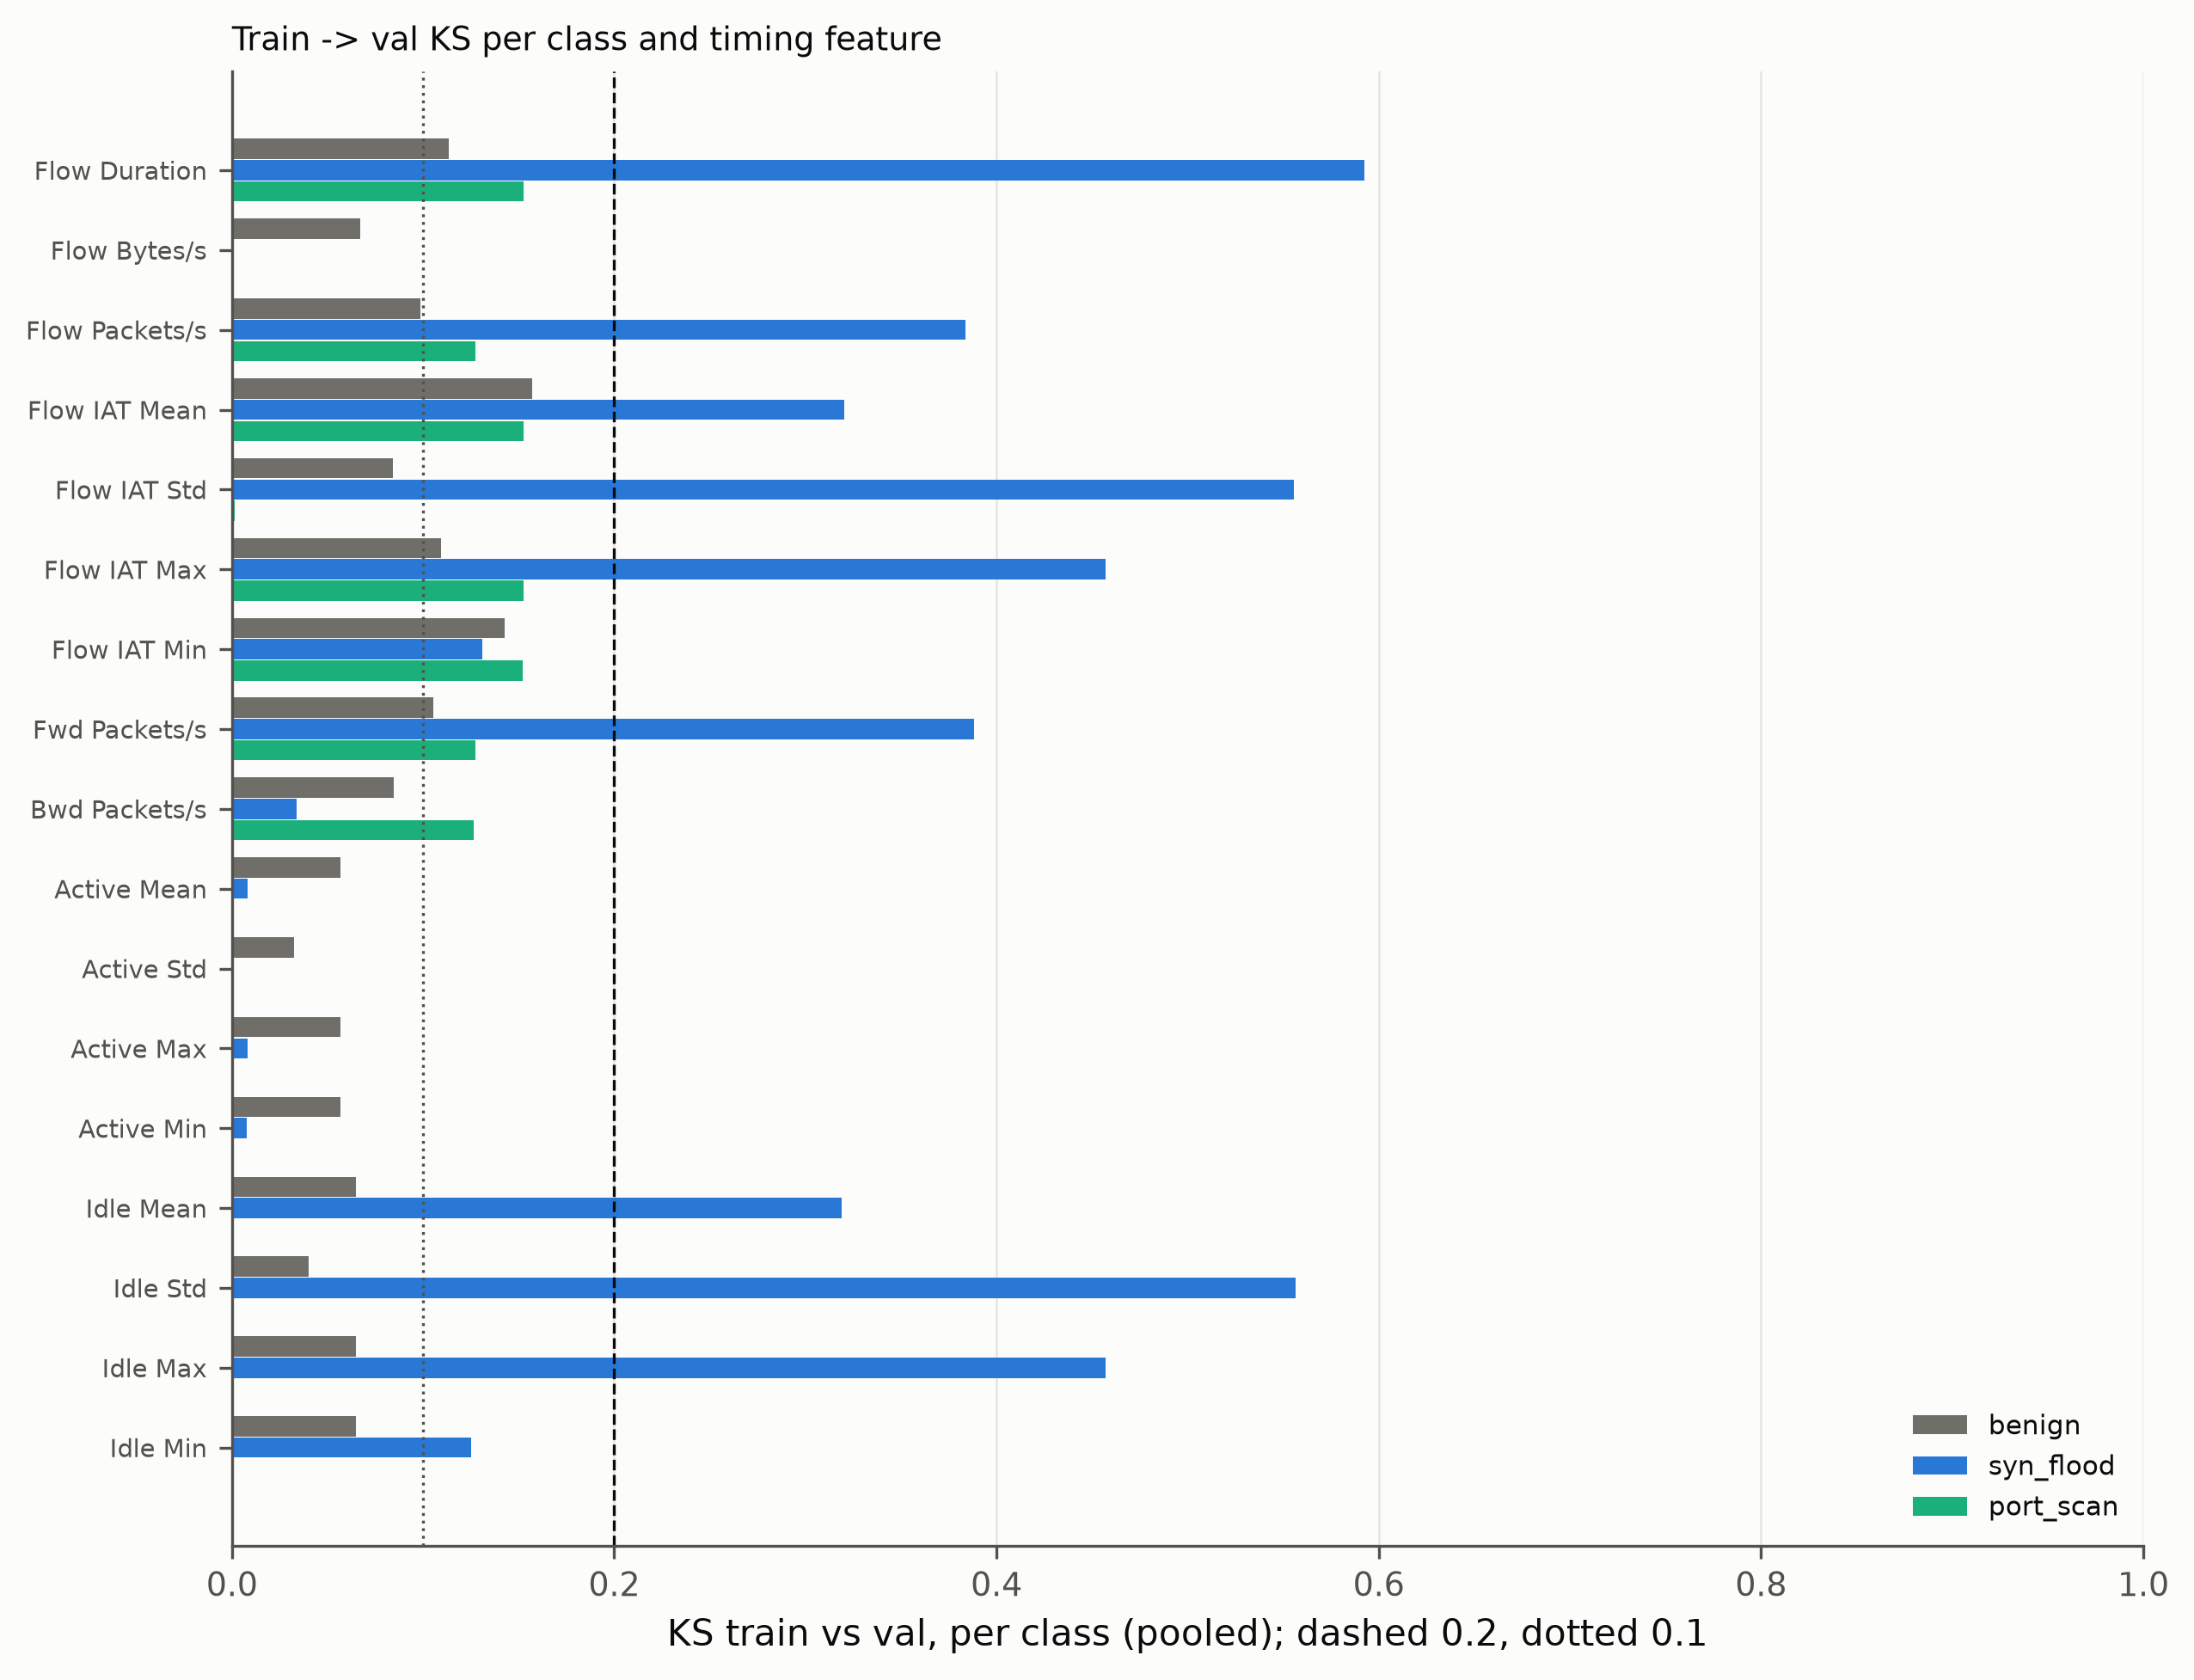 Train -> val KS per class and timing feature
Flow Duration
Flow Bytes/s
Flow Packets/s
Flow IAT Mean
Flow IAT Std
Flow IAT Max
Flow IAT Min
Fwd Packets/s
Bwd Packets/s
Active Mean
Active Std
Active Max
Active Min
Idle Mean
Idle Std
Idle Max
Idle Min
benign
syn_flood
port_scan
0.0 0.2 0.4 0.6 0.8 1.0
KS train vs val, per class (pooled); dashed 0.2, dotted 0.1